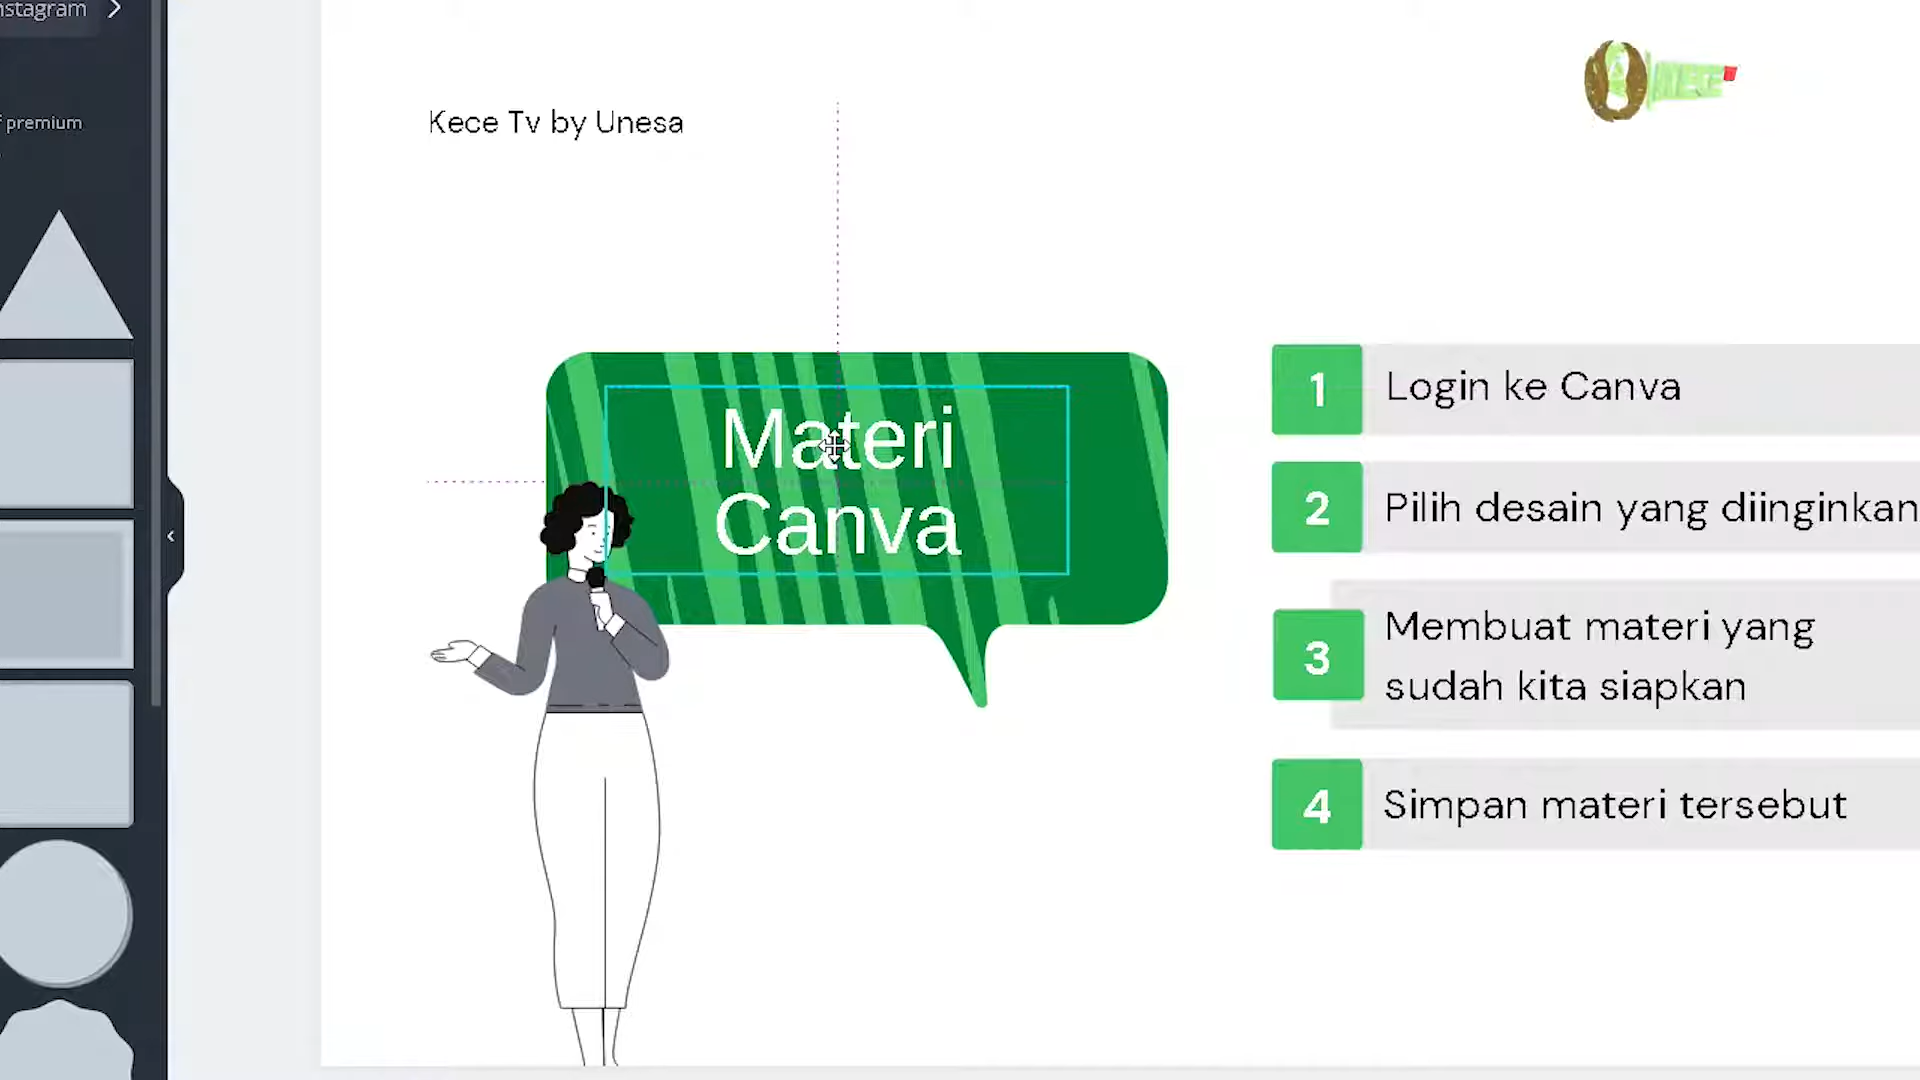 premium
Kece Tv by Unesa
Materi
Canva
1
Login ke Canva
2
Pilih desain yang diinginkan
3
Membuat materi yang
sudah kita siapkan
4
Simpan materi tersebut